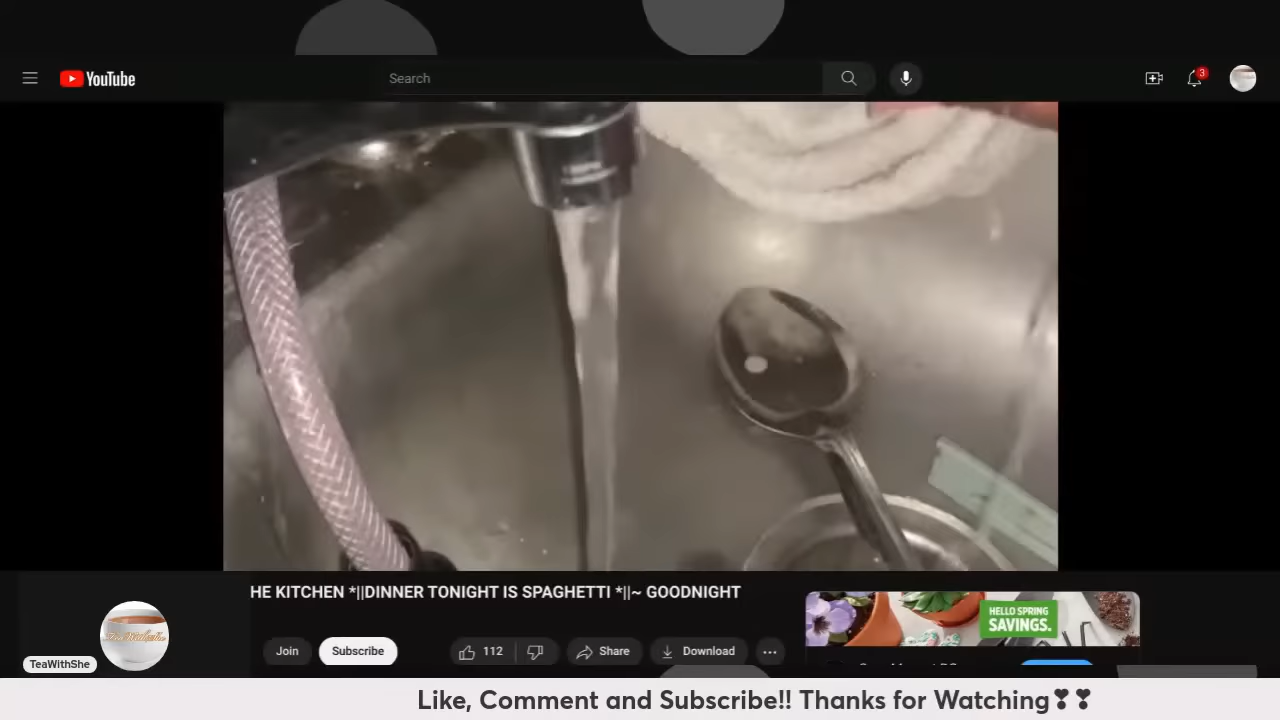 YouTube
Search
3
HE KITCHEN *||DINNER TONIGHT IS SPAGHETTI *||~ GOODNIGHT
HELLO SPRING
SAVINGS.
TeaWithShe
TeaWithShe
Join
Subscribe
112
Share
Download
Like, Comment and Subscribe!! Thanks for Watching❣❣